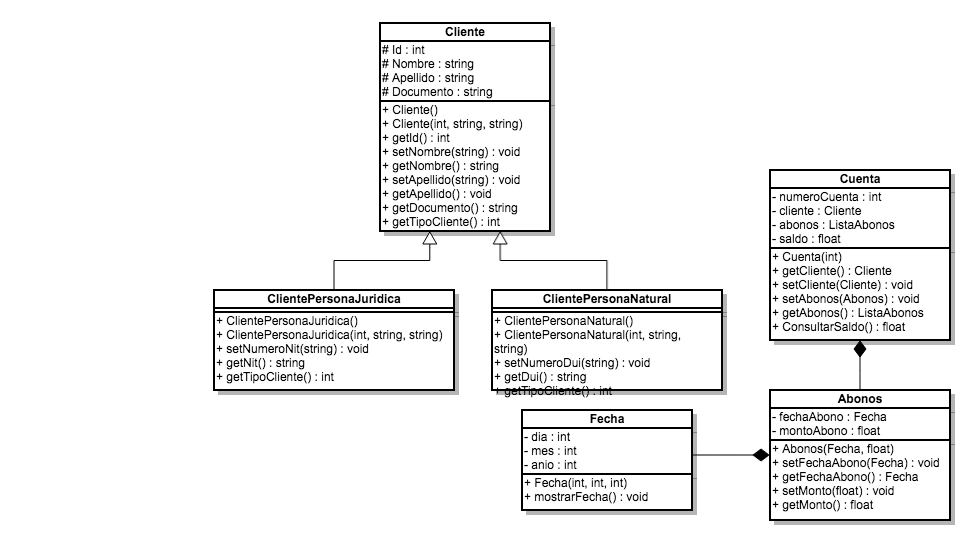 Cliente
# Id : int
# Nombre : string
# Apellido : string
# Documento : string
+ Cliente()
+ Cliente(int, string, string)
+ getId() : int
+ setNombre(string) : void
+ getNombre() : string
+ setApellido(string) : void
+ getApellido() : void
+ getDocumento() : string
+ getTipoCliente() : int
Cuenta
- numeroCuenta : int
- cliente : Cliente
- abonos : ListaAbonos
- saldo : float
+ Cuenta(int)
+ getCliente() : Cliente
+ setCliente(Cliente) : void
+ setAbonos(Abonos) : void
+ getAbonos() : ListaAbonos
+ ConsultarSaldo() : float
ClientePersonaJuridica
+ ClientePersonaJuridica()
+ ClientePersonaJuridica(int, string, string)
+ setNumeroNit(string) : void
+ getNit() : string
+ getTipoCliente() : int
ClientePersonaNatural
+ ClientePersonaNatural()
+ ClientePersonaNatural(int, string,
string)
+ setNumeroDui(string) : void
+ getDui() : string
+ getTipoCliente() : int
Fecha
- dia : int
- mes : int
- anio : int
+ Fecha(int, int, int)
+ mostrarFecha() : void
Abonos
- fechaAbono : Fecha
- montoAbono : float
+ Abonos(Fecha, float)
+ setFechaAbono(Fecha) : void
+ getFechaAbono() : Fecha
+ setMonto(float) : void
+ getMonto() : float